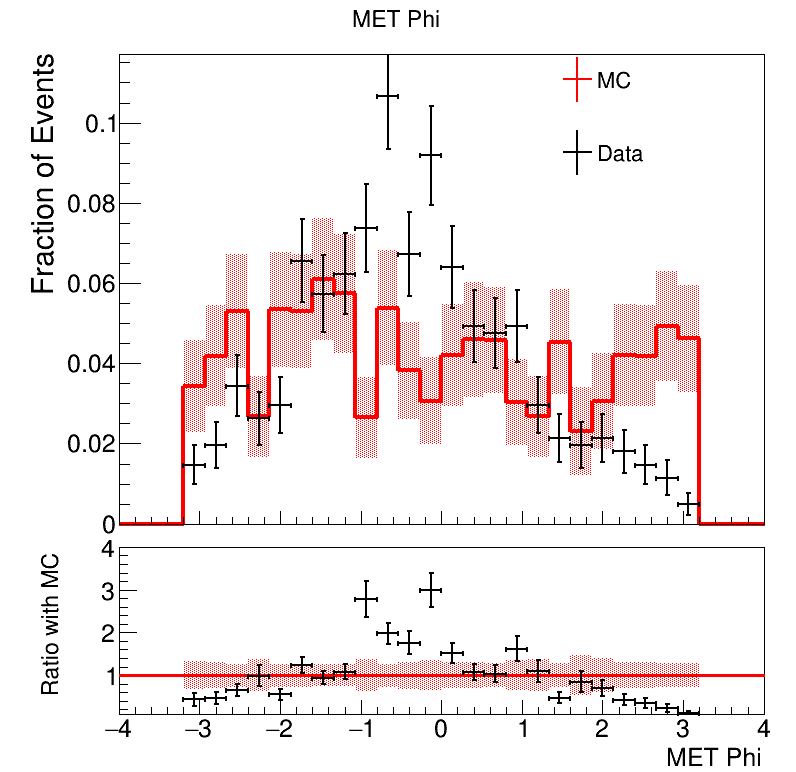 MET Phi
Fraction of Events
0.1
0.08
0.06
0.04
0.02
0
MC
Data
Ratio with MC
4
3
2
1
−4 −3 −2 −1 0 1 2 3 4
MET Phi